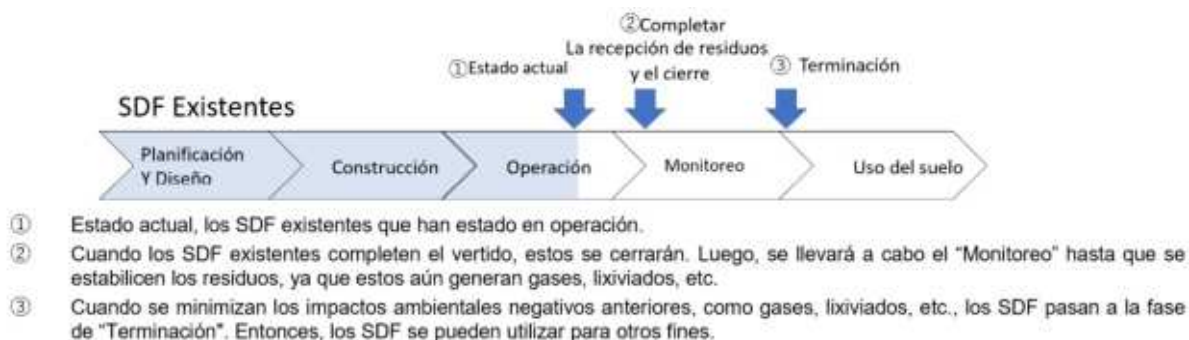 ②Completar
La recepción de residuos
y el cierre
①Estado actual
③ Terminación
SDF Existentes
Planificación
Y Diseño
Construcción
Operación
Monitoreo
Uso del suelo
① Estado actual, los SDF existentes que han estado en operación.
② Cuando los SDF existentes completen el vertido, estos se cerrarán. Luego, se llevará a cabo el “Monitoreo” hasta que se
estabilicen los residuos, ya que estos aún generan gases, lixiviados, etc.
③ Cuando se minimizan los impactos ambientales negativos anteriores, como gases, lixiviados, etc., los SDF pasan a la fase
de “Terminación". Entonces, los SDF se pueden utilizar para otros fines.